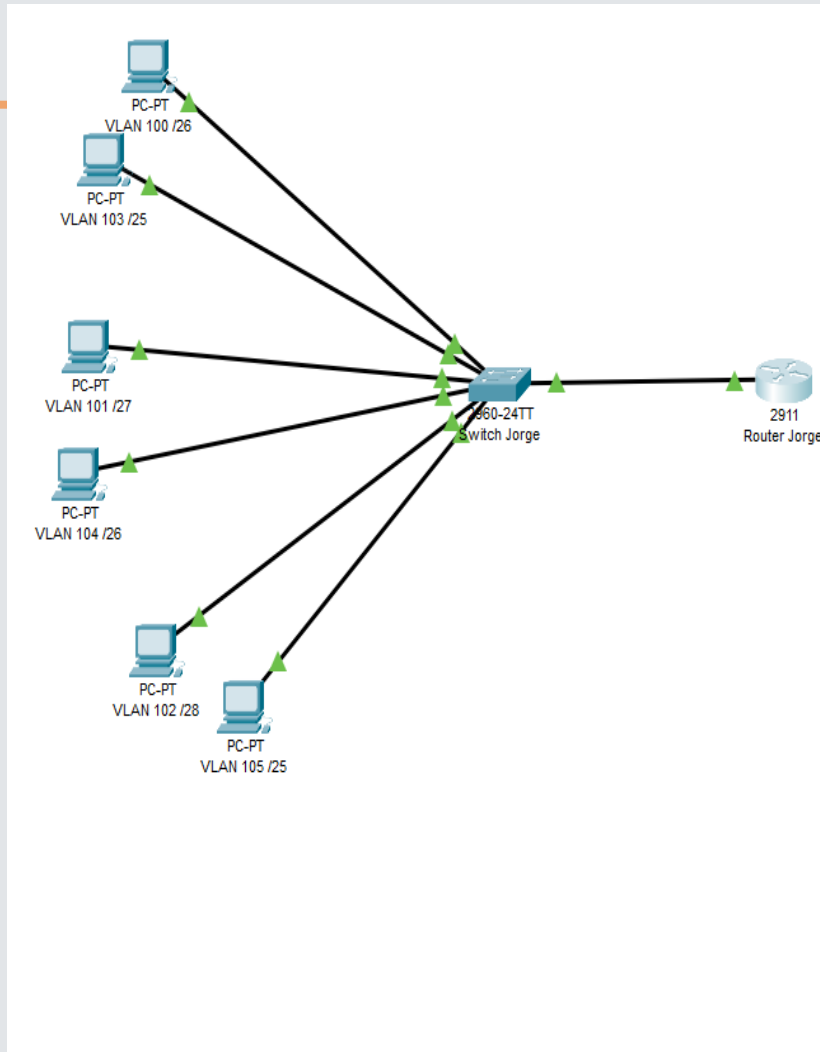 PC-PT
VLAN 100 /26
PC-PT
VLAN 103 /25
PC-PT
VLAN 101 /27
2960-24TT
Switch Jorge
2911
Router Jorge
PC-PT
VLAN 104 /26
PC-PT
VLAN 102 /28
PC-PT
VLAN 105 /25